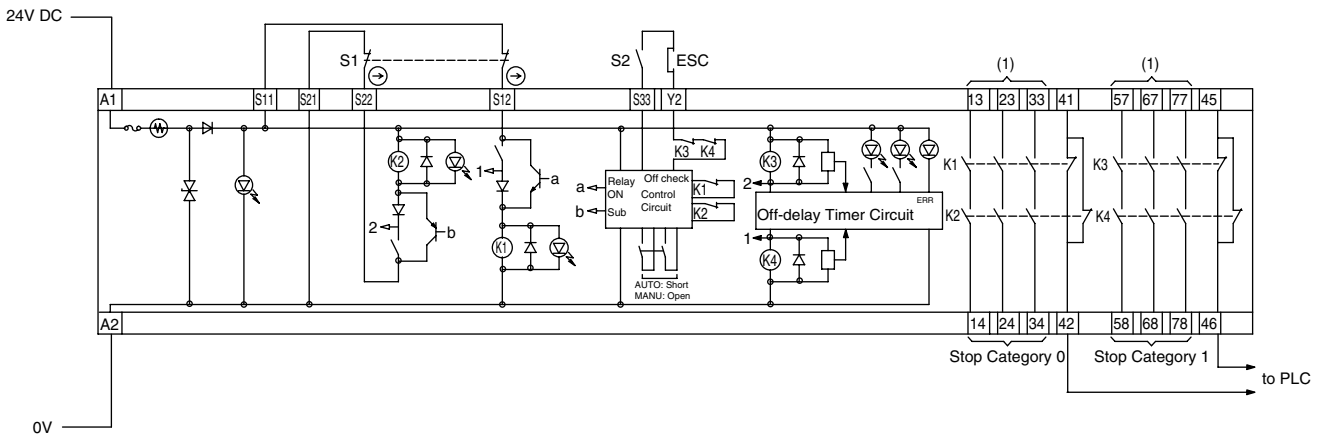 24V DC
S1
S2
ESC
(1)
(1)
A1
S11
S21
S22
S12
S33
Y2
13
23
33
41
57
67
77
45
K2
1
a
K3
K4
K3
2
K1
K3
a
Relay
ON
Off check
Control
Circuit
K1
b
Sub
K2
ERR
Off-delay Timer Circuit
K2
K4
2
b
K1
1
K4
AUTO: Short
MANU: Open
A2
14
24
34
42
58
68
78
46
Stop Category 0
Stop Category 1
to PLC
0V